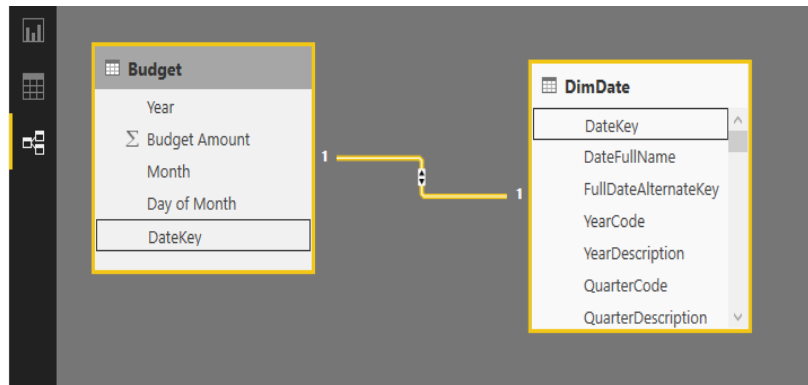 Budget
Year
∑ Budget Amount
Month
Day of Month
DateKey
1
1
DimDate
DateKey
DateFullName
FullDateAlternateKey
YearCode
YearDescription
QuarterCode
QuarterDescription